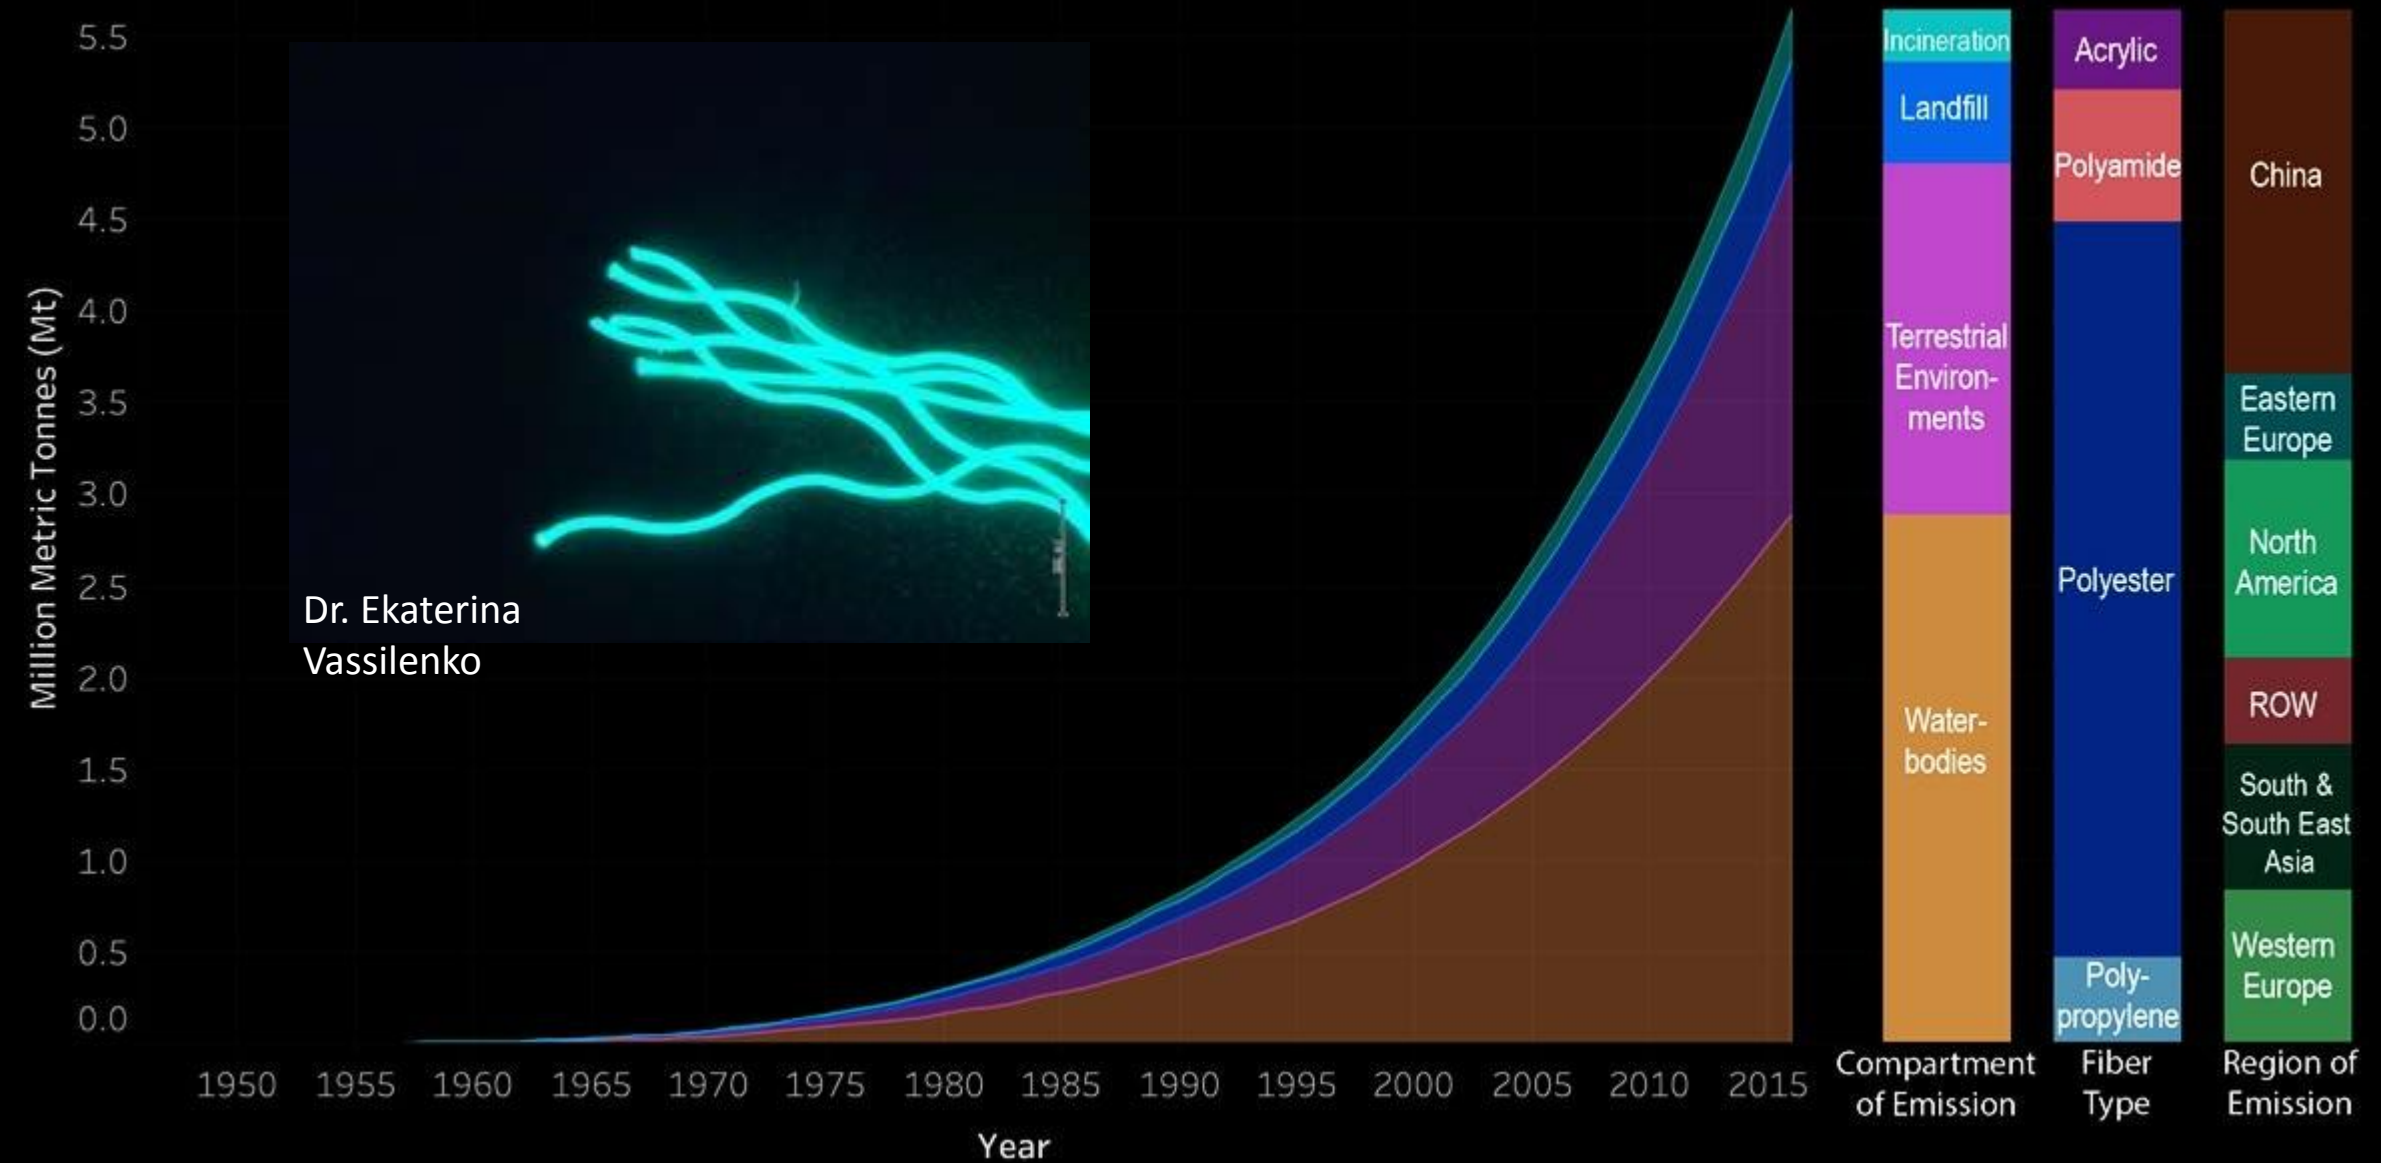 Million Metric Tonnes (Mt)
5.5
5.0
4.5
4.0
3.5
3.0
2.5
2.0
1.5
1.0
0.5
0.0
Dr. Ekaterina
Vassilenko
1950 1955 1960 1965 1970 1975 1980 1985 1990 1995 2000 2005 2010 2015
Year
Incineration
Landfill
Terrestrial
Environ-
ments
Water-
bodies
Compartment
of Emission
Acrylic
Polyamide
Polyester
Poly-
propylene
Fiber
Type
China
Eastern
Europe
North
America
ROW
South &
South East
Asia
Western
Europe
Region of
Emission